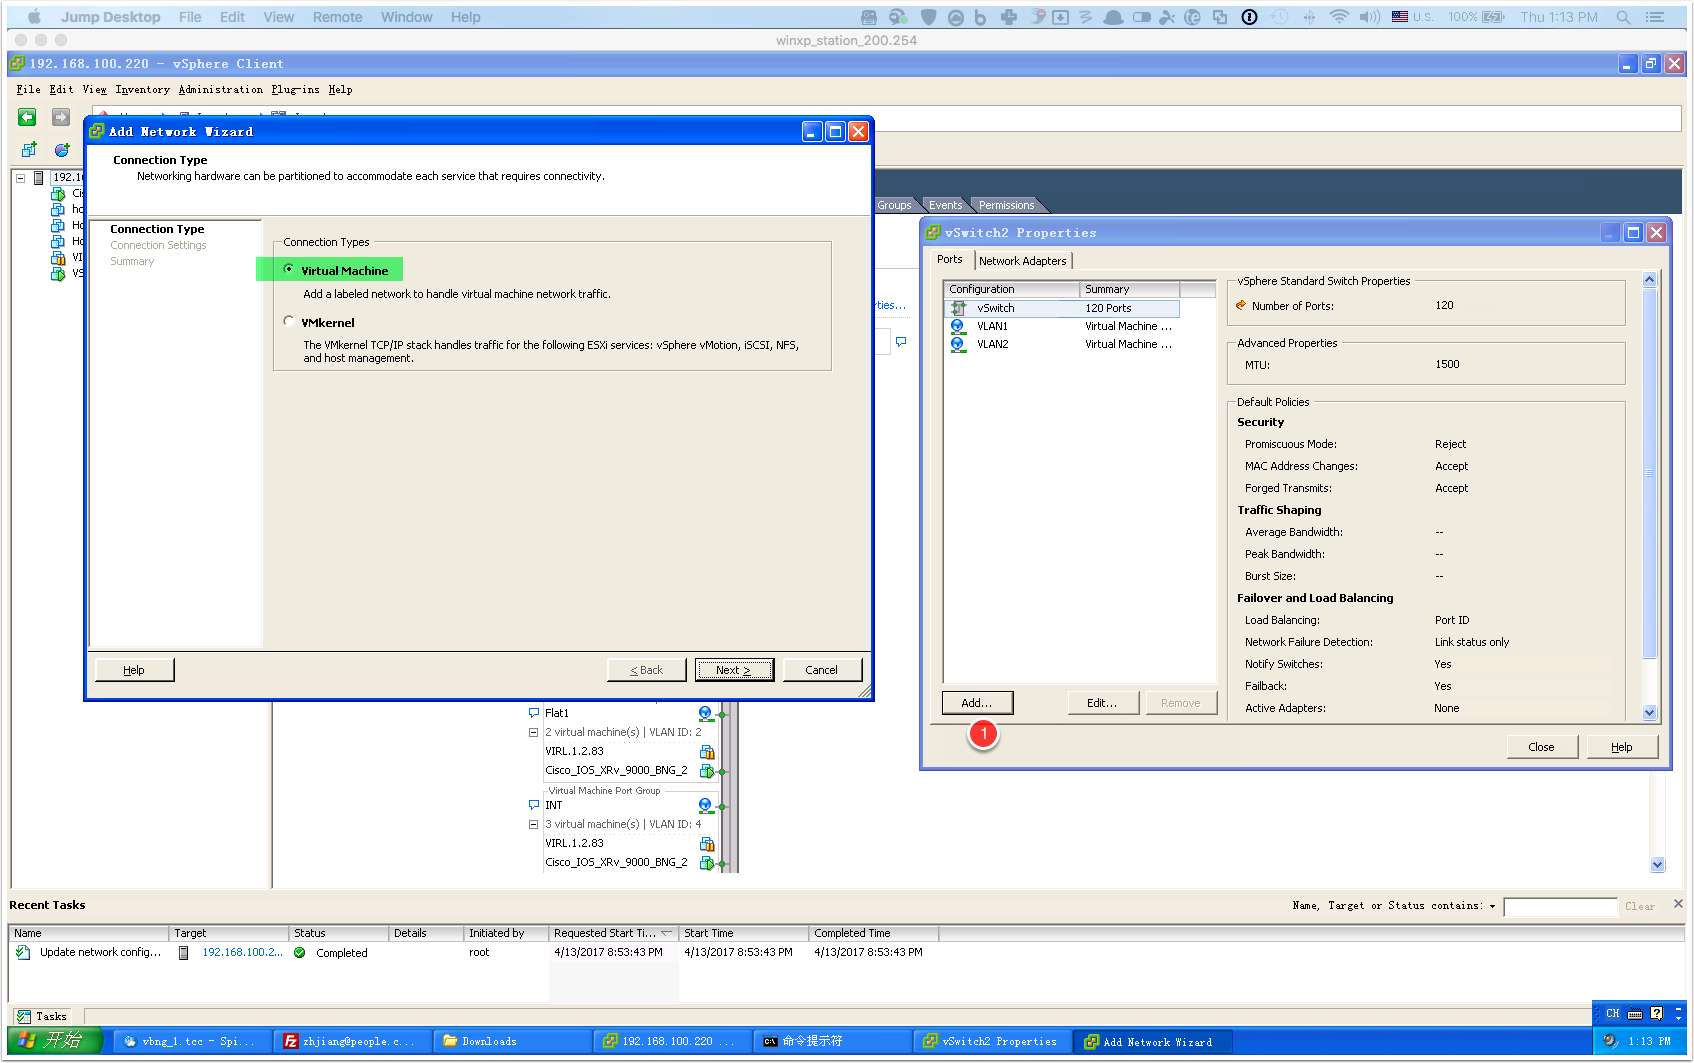 Jump Desktop File Edit View Remote Window Help U.S. 100% Thu 1:13 PM
winxp_station_200.254
192.168.100.220 - vSphere Client
File Edit View Inventory Administration Plug-ins Help
Add Network Wizard
Connection Type
Networking hardware can be partitioned to accommodate each service that requires connectivity.
Connection Type
Connection Settings
Summary
Connection Types
Virtual Machine
Add a labeled network to handle virtual machine network traffic.
VMkernel
The VMkernel TCP/IP stack handles traffic for the following ESXi services: vSphere vMotion, iSCSI, NFS,
and host management.
Help < Back Next > Cancel
Groups Events Permissions
vSwitch2 Properties
Ports Network Adapters
Configuration Summary
vSwitch 120 Ports
VLAN1 Virtual Machine ...
VLAN2 Virtual Machine ...
Add... Edit... Remove
1
vSphere Standard Switch Properties
Number of Ports: 120
Advanced Properties
MTU: 1500
Default Policies
Security
Promiscuous Mode: Reject
MAC Address Changes: Accept
Forged Transmits: Accept
Traffic Shaping
Average Bandwidth: --
Peak Bandwidth: --
Burst Size: --
Failover and Load Balancing
Load Balancing: Port ID
Network Failure Detection: Link status only
Notify Switches: Yes
Failback: Yes
Active Adapters: None
Close Help
Flat1
2 virtual machine(s) | VLAN ID: 2
VIRL.1.2.83
Cisco_IOS_XRv_9000_BNG_2
Virtual Machine Port Group
INT
3 virtual machine(s) | VLAN ID: 4
VIRL.1.2.83
Cisco_IOS_XRv_9000_BNG_2
Recent Tasks Name, Target or Status contains: Clear
Name Target Status Details Initiated by Requested Start Ti... Start Time Completed Time
Update network config... 192.168.100.2... Completed root 4/13/2017 8:53:43 PM 4/13/2017 8:53:43 PM 4/13/2017 8:53:43 PM
Tasks
CH
开始 vbng_1.tcc - Spi... zhjiang@people.c... Downloads 192.168.100.220 ... 命令提示符 vSwitch2 Properties Add Network Wizard 1:13 PM